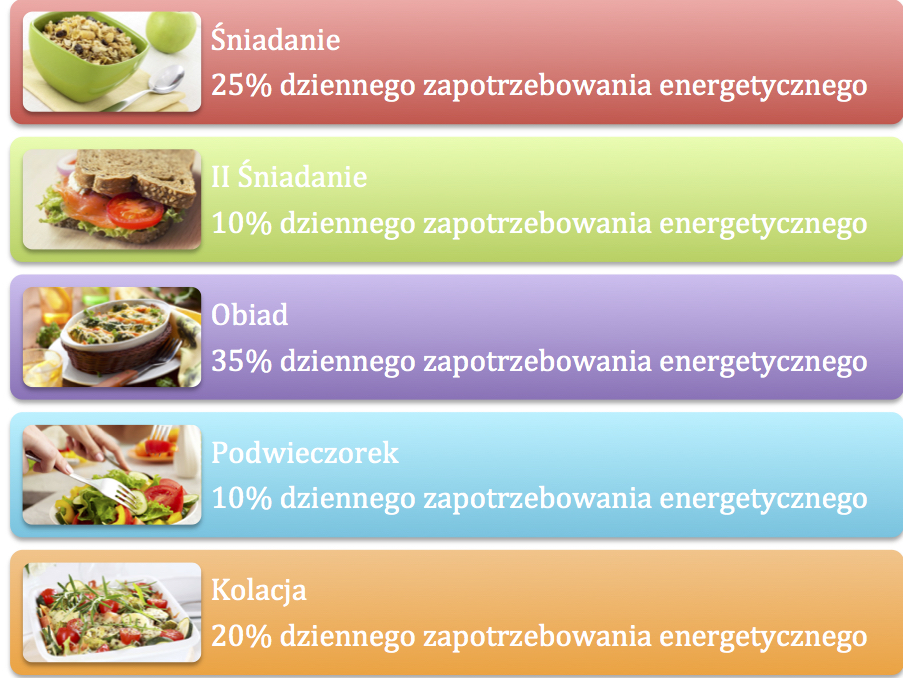 Śniadanie
25% dziennego zapotrzebowania energetycznego
II Śniadanie
10% dziennego zapotrzebowania energetycznego
Obiad
35% dziennego zapotrzebowania energetycznego
Podwieczorek
10% dziennego zapotrzebowania energetycznego
Kolacja
20% dziennego zapotrzebowania energetycznego